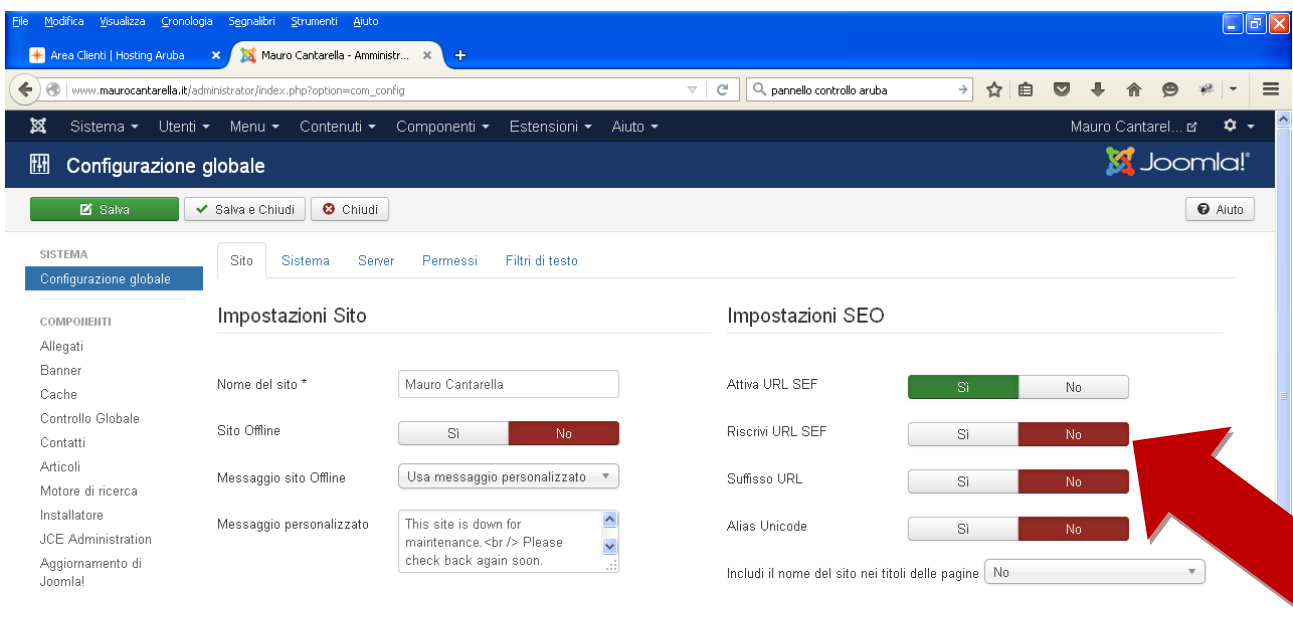 File Modifica Visualizza Cronologia Segnalibri Strumenti Aiuto
Area Clienti | Hosting Aruba
Mauro Cantarella - Amministr...
www.maurocantarella.it/administrator/index.php?option=com_config
pannello controllo aruba
Sistema Utenti Menu Contenuti Componenti Estensioni Aiuto
Mauro Cantarel...
Configurazione globale
Joomla!®
Salva
Salva e Chiudi
Chiudi
Aiuto
SISTEMA
Configurazione globale
COMPONENTI
Allegati
Banner
Cache
Controllo Globale
Contatti
Articoli
Motore di ricerca
Installatore
JCE Administration
Aggiornamento di
Joomla!
Sito Sistema Server Permessi Filtri di testo
Impostazioni Sito
Nome del sito *
Mauro Cantarella
Sito Offline
Sì No
Messaggio sito Offline
Usa messaggio personalizzato
Messaggio personalizzato
This site is down for
maintenance.<br /> Please
check back again soon.
Impostazioni SEO
Attiva URL SEF
Sì No
Riscrivi URL SEF
Sì No
Suffisso URL
Sì No
Alias Unicode
Sì No
Includi il nome del sito nei titoli delle pagine
No